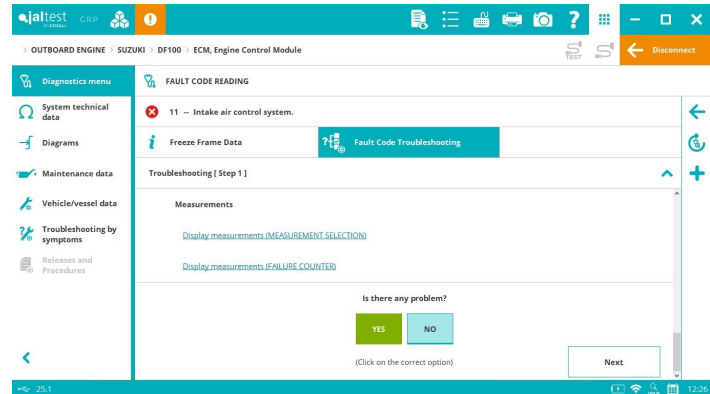 jaltest GRP
BY COJALI
> OUTBOARD ENGINE > SUZUKI > DF100 > ECM, Engine Control Module
TEST
Disconnect
Diagnostics menu
System technical data
Diagrams
Maintenance data
Vehicle/vessel data
Troubleshooting by symptoms
Releases and Procedures
FAULT CODE READING
11 -- Intake air control system.
Freeze Frame Data
Fault Code Troubleshooting
Troubleshooting [ Step 1 ]
Measurements
Display measurements (MEASUREMENT SELECTION)
Display measurements (FAILURE COUNTER)
Is there any problem?
YES NO
(Click on the correct option)
Next
25.1
12:26